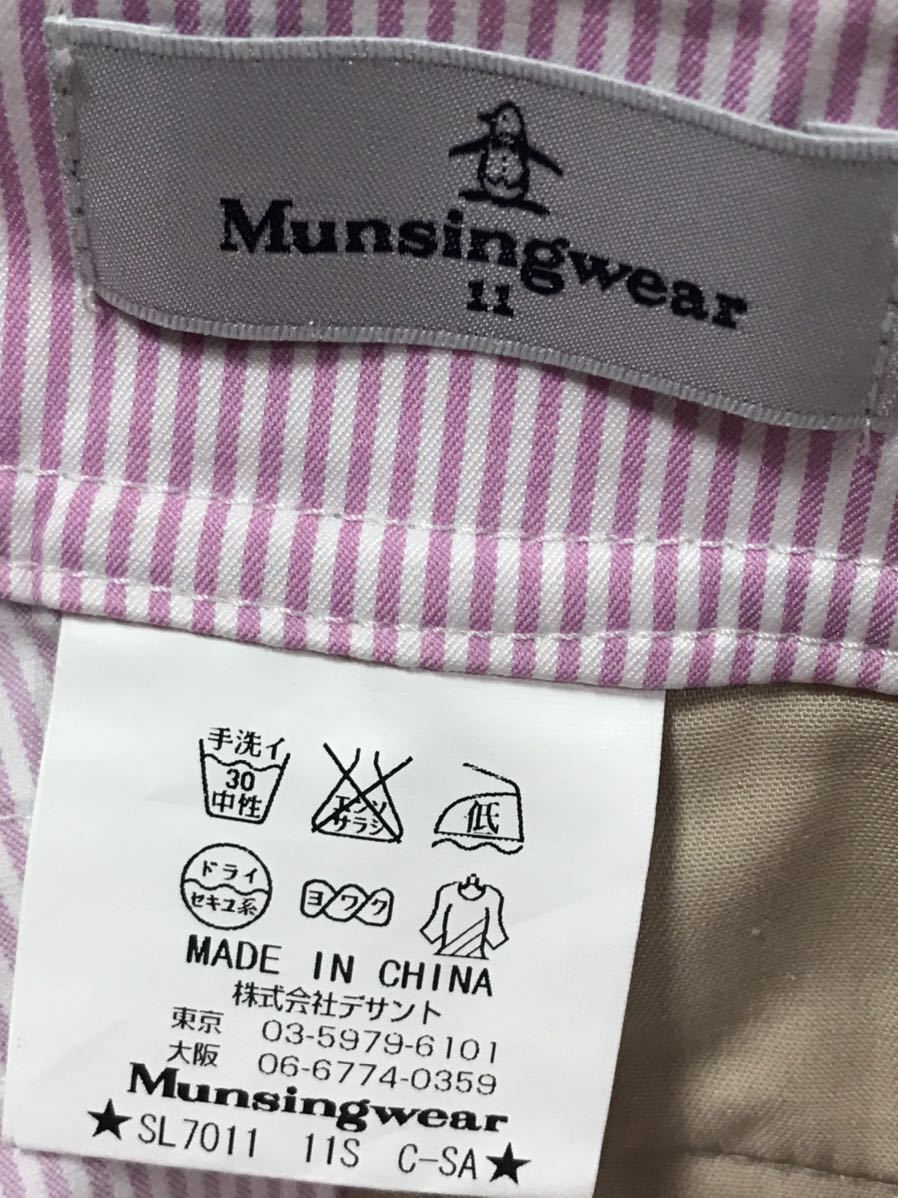 Munsingwear
11
手洗イ
30
中性
エンソ
サラシ
低
ドライ
セキユ系
ヨワク
MADE IN CHINA
株式会社デサント
東京 03-5979-6101
大阪 06-6774-0359
Munsingwear
★SL7011 11S C-SA★